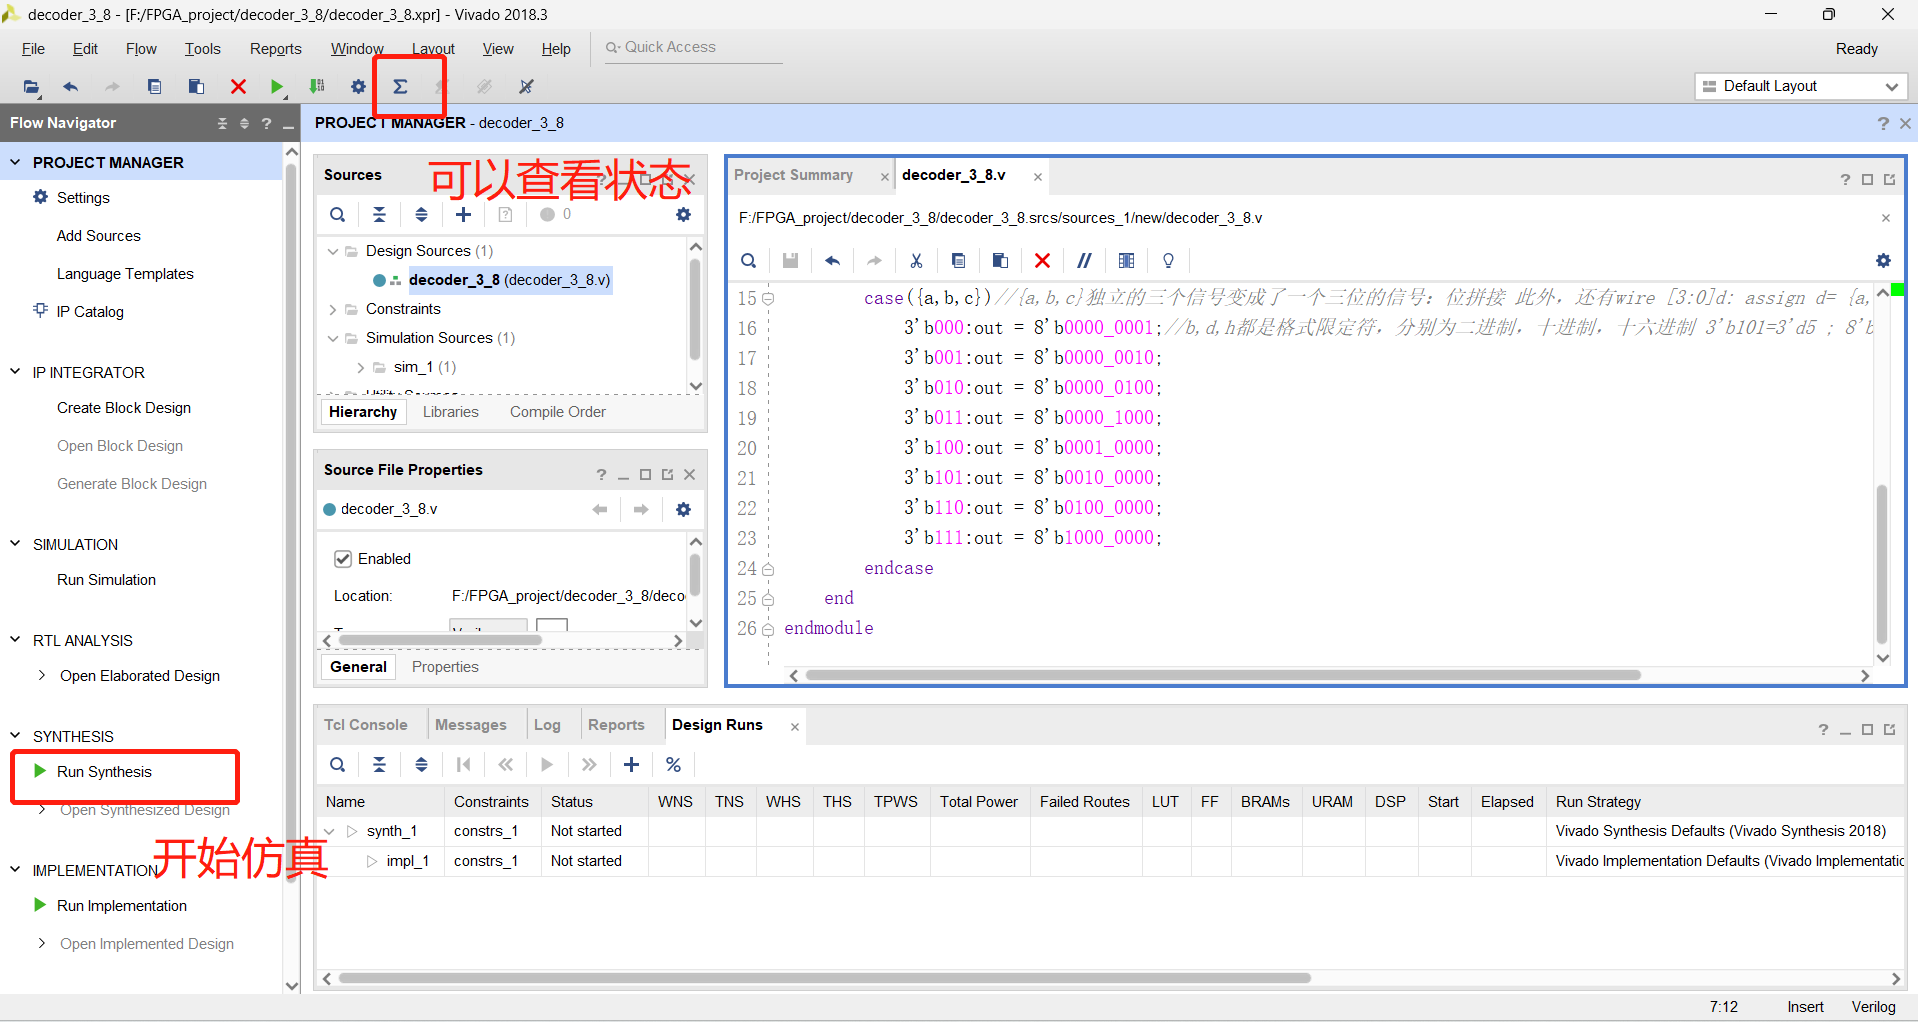 decoder_3_8 - [F:/FPGA_project/decoder_3_8/decoder_3_8.xpr] - Vivado 2018.3
File Edit Flow Tools Reports Window Layout View Help Quick Access Ready
Default Layout
Flow Navigator
PROJECT MANAGER - decoder_3_8
PROJECT MANAGER
Settings
Add Sources
Language Templates
IP Catalog
IP INTEGRATOR
Create Block Design
Open Block Design
Generate Block Design
SIMULATION
Run Simulation
RTL ANALYSIS
Open Elaborated Design
SYNTHESIS
Run Synthesis
Open Synthesized Design
开始仿真
IMPLEMENTATION
Run Implementation
Open Implemented Design
Sources
可以查看状态
0
Design Sources (1)
decoder_3_8 (decoder_3_8.v)
Constraints
Simulation Sources (1)
sim_1 (1)
Hierarchy Libraries Compile Order
Source File Properties
decoder_3_8.v
Enabled
Location: F:/FPGA_project/decoder_3_8/deco
General Properties
Project Summary decoder_3_8.v
F:/FPGA_project/decoder_3_8/decoder_3_8.srcs/sources_1/new/decoder_3_8.v
15 case({a,b,c})//{a,b,c}独立的三个信号变成了一个三位的信号：位拼接 此外，还有wire [3:0]d: assign d= {a,
16 3'b000:out = 8'b0000_0001;//b,d,h都是格式限定符，分别为二进制，十进制，十六进制 3'b101=3'd5 ; 8'b
17 3'b001:out = 8'b0000_0010;
18 3'b010:out = 8'b0000_0100;
19 3'b011:out = 8'b0000_1000;
20 3'b100:out = 8'b0001_0000;
21 3'b101:out = 8'b0010_0000;
22 3'b110:out = 8'b0100_0000;
23 3'b111:out = 8'b1000_0000;
24 endcase
25 end
26 endmodule
Tcl Console Messages Log Reports Design Runs
Name Constraints Status WNS TNS WHS THS TPWS Total Power Failed Routes LUT FF BRAMs URAM DSP Start Elapsed Run Strategy
synth_1 constrs_1 Not started Vivado Synthesis Defaults (Vivado Synthesis 2018)
impl_1 constrs_1 Not started Vivado Implementation Defaults (Vivado Implementatic
7:12 Insert Verilog